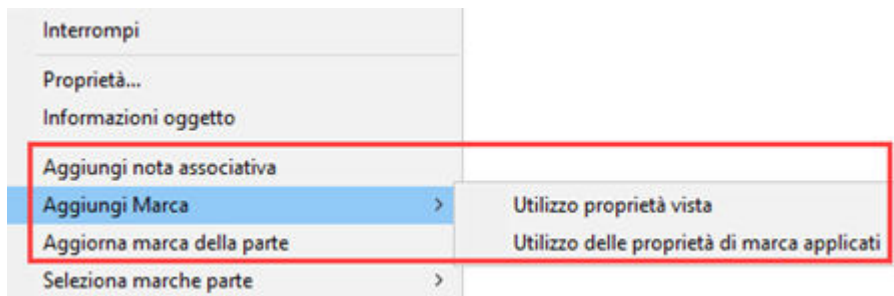 Interrompi
Proprietà...
Informazioni oggetto
Aggiungi nota associativa
Aggiungi Marca
Utilizzo proprietà vista
Aggiorna marca della parte
Utilizzo delle proprietà di marca applicati
Seleziona marche parte